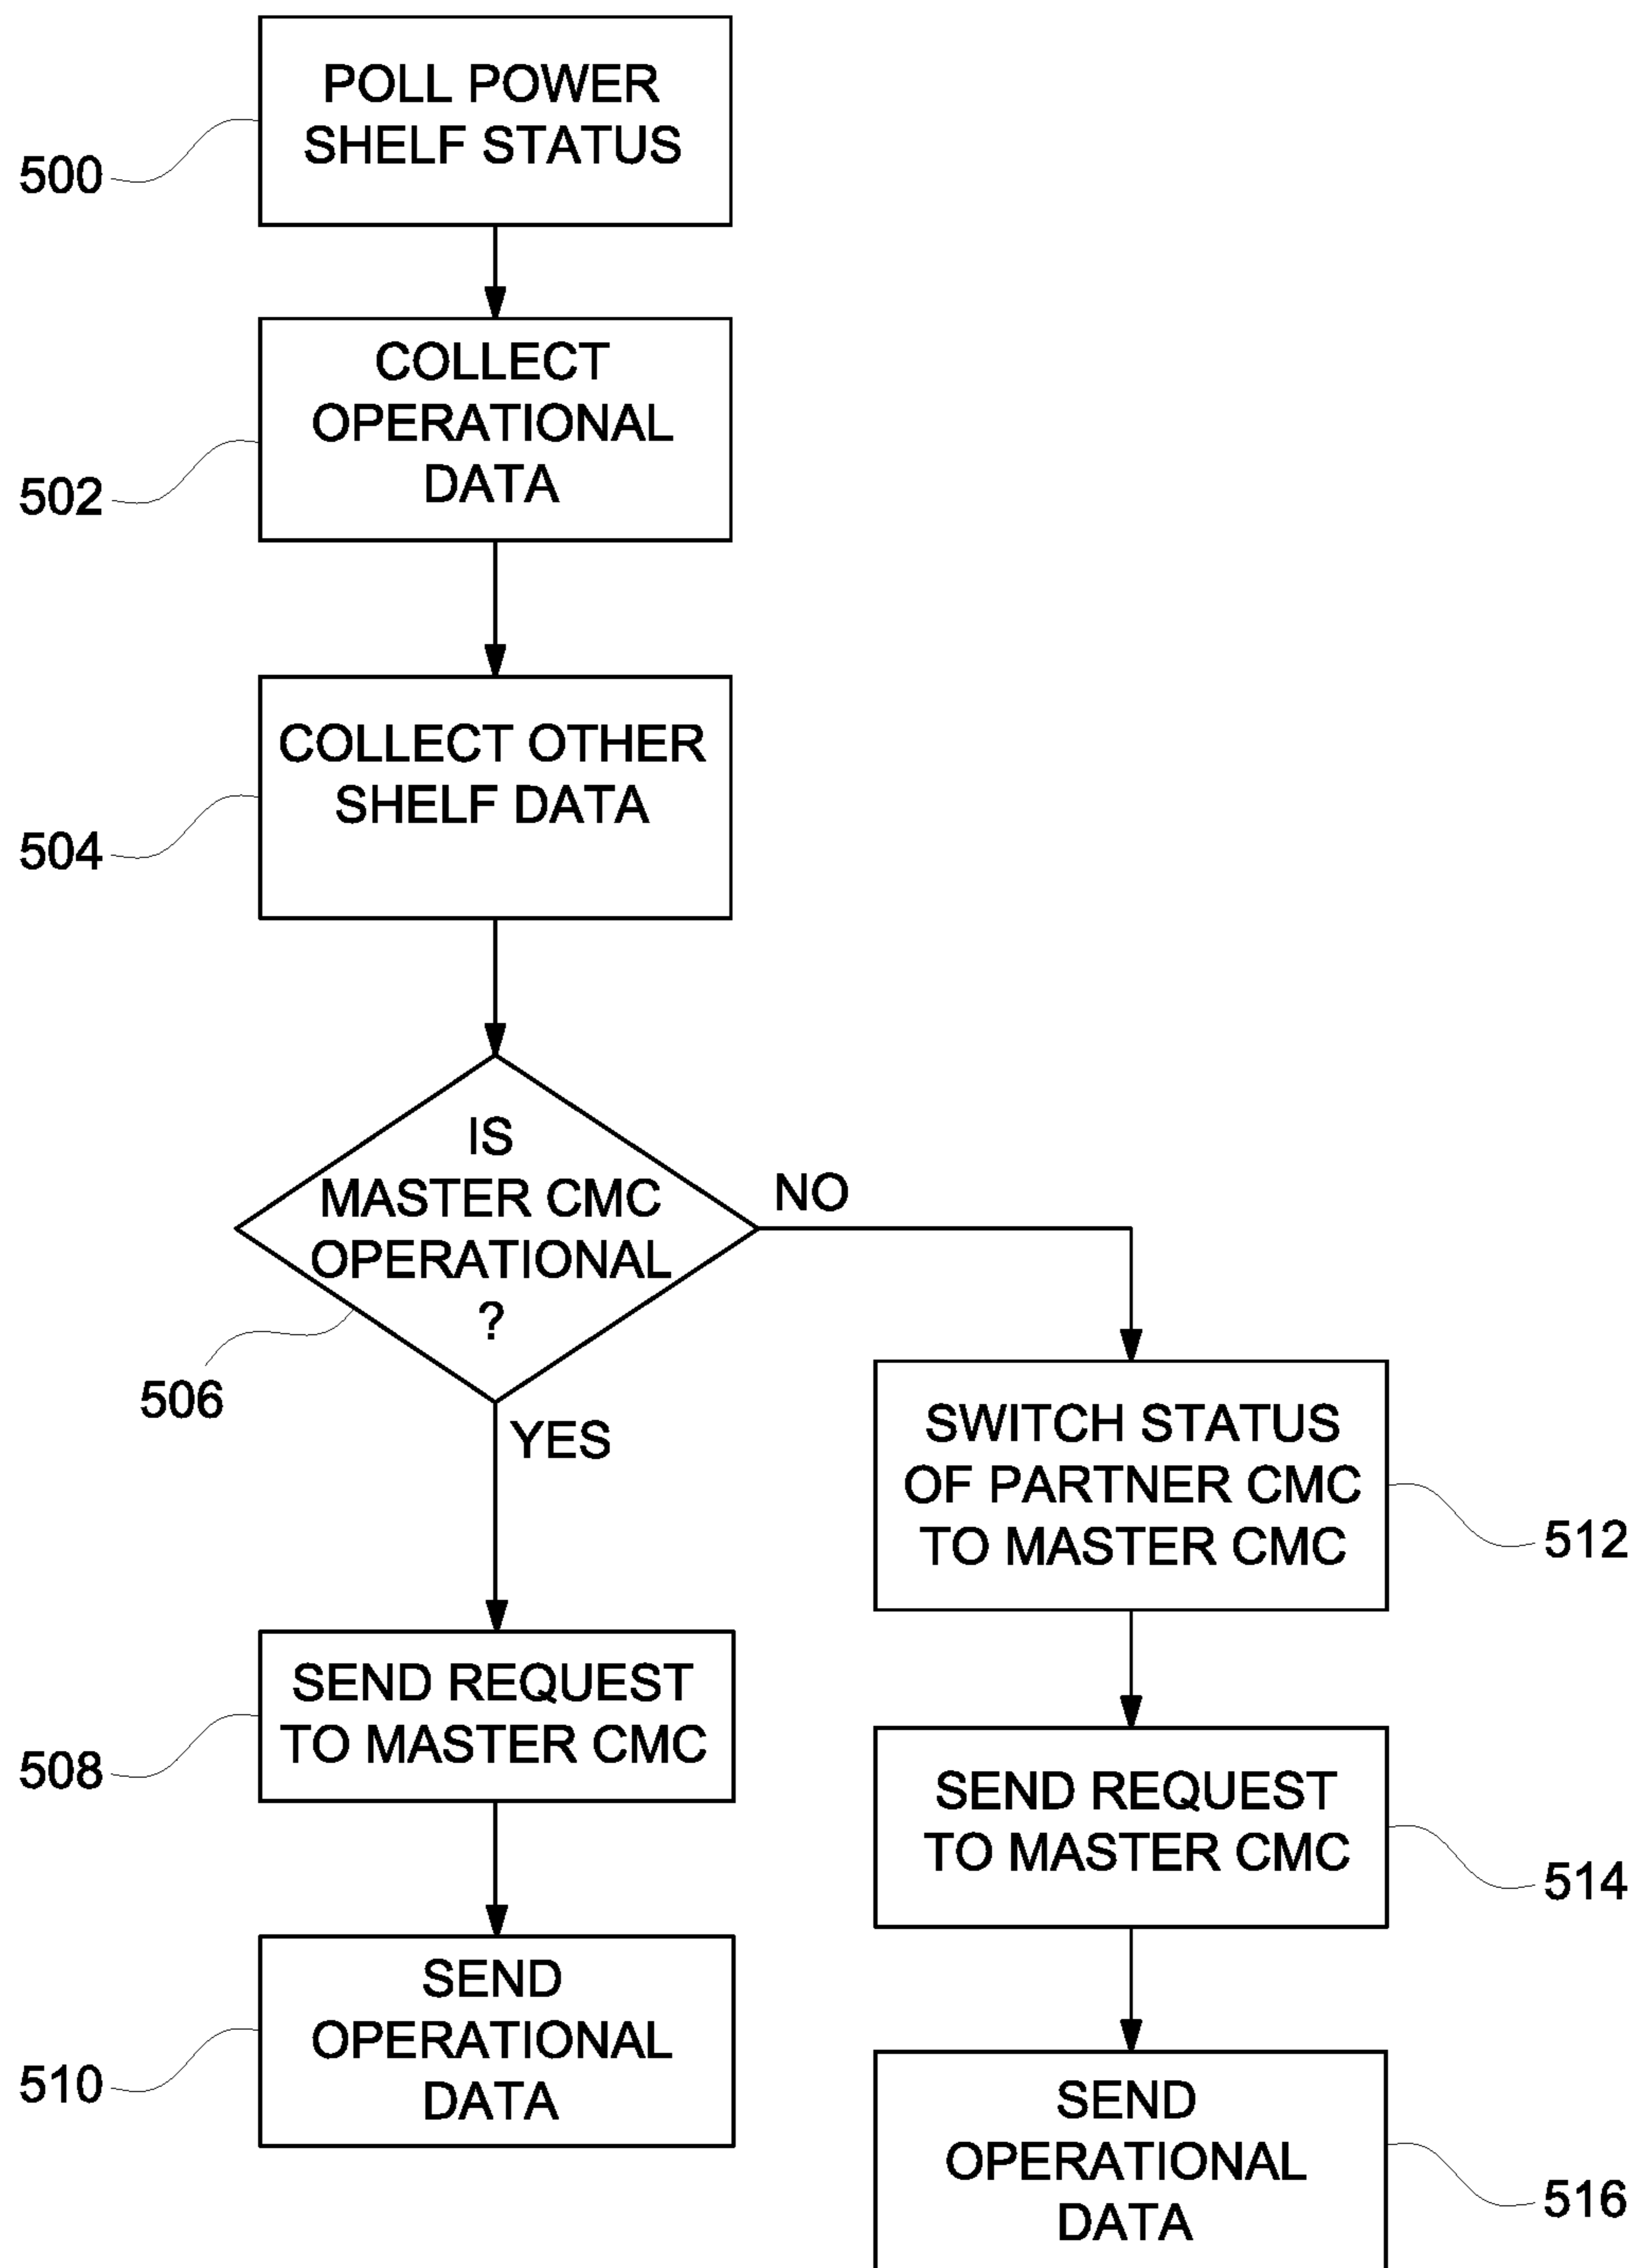 POLL POWER
SHELF STATUS
500
COLLECT
OPERATIONAL
DATA
502
COLLECT OTHER
SHELF DATA
504
IS
MASTER CMC
OPERATIONAL
?
506
NO
YES
SWITCH STATUS
OF PARTNER CMC
TO MASTER CMC
512
SEND REQUEST
TO MASTER CMC
508
SEND REQUEST
TO MASTER CMC
514
SEND
OPERATIONAL
DATA
510
SEND
OPERATIONAL
DATA
516